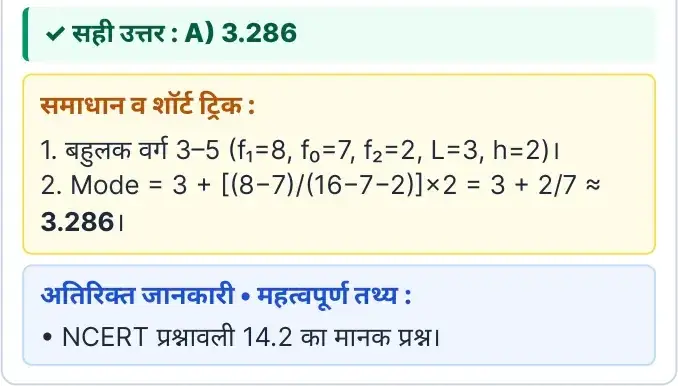 ✓ सही उत्तर : A) 3.286
समाधान व शॉर्ट ट्रिक :
1. बहुलक वर्ग 3–5 (f₁=8, f₀=7, f₂=2, L=3, h=2)।
2. Mode = 3 + [(8−7)/(16−7−2)]×2 = 3 + 2/7 ≈
3.286।
अतिरिक्त जानकारी • महत्वपूर्ण तथ्य :
• NCERT प्रश्नावली 14.2 का मानक प्रश्न।